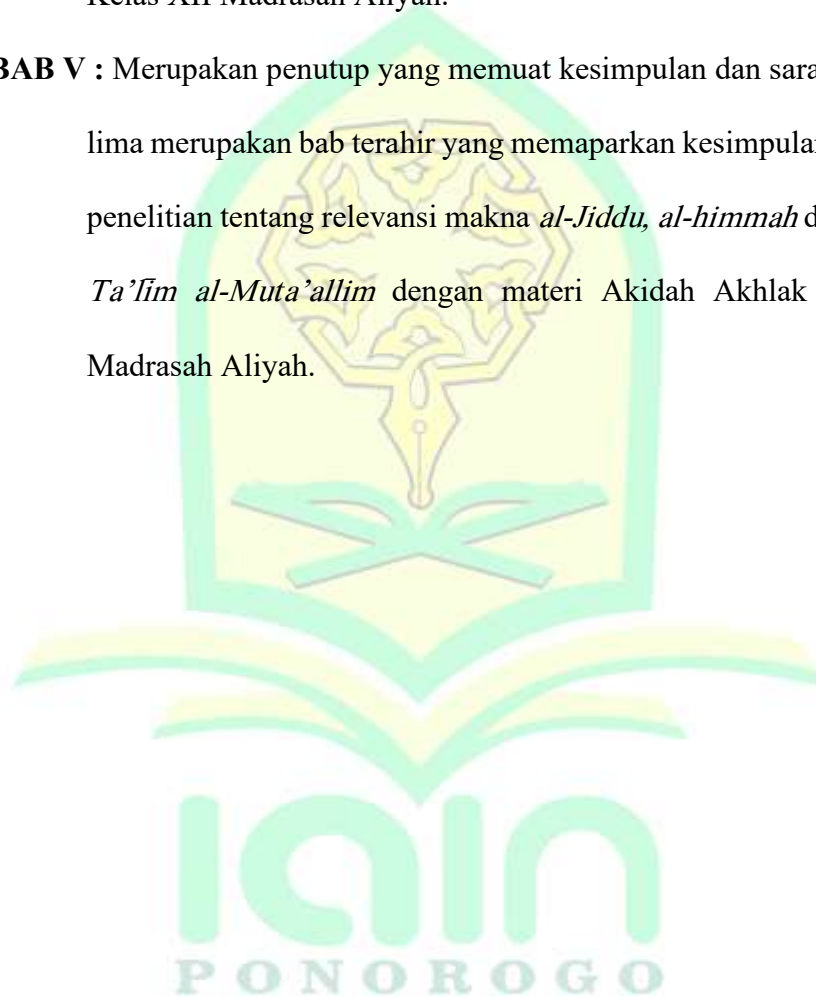 Kelas XII Madrasah Aliyah.
BAB V : Merupakan penutup yang memuat kesimpulan dan sara
lima merupakan bab terahir yang memaparkan kesimpulan
penelitian tentang relevansi makna al-Jiddu, al-himmah d
Ta’līm al-Muta’allim dengan materi Akidah Akhlak
Madrasah Aliyah.
IAIN
PONOROGO